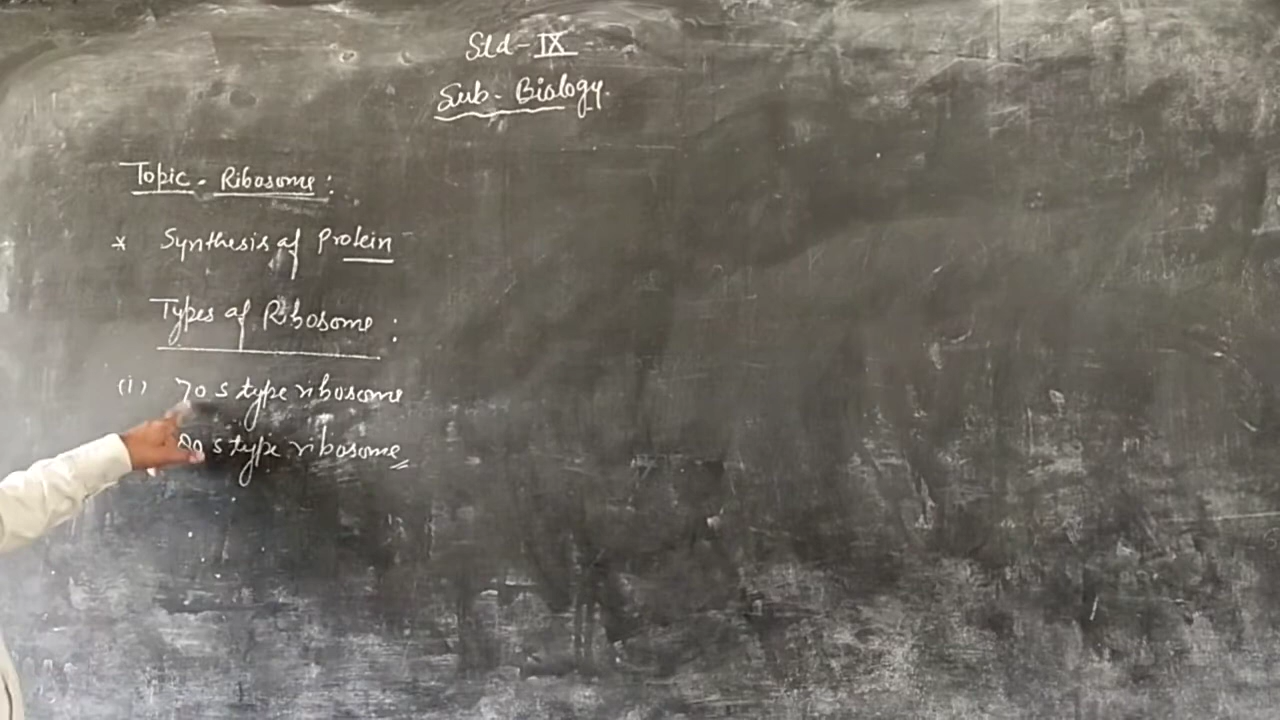 Std - IX
Sub - Biology.
Topic - Ribosome :
* Synthesis of Protein
Types of Ribosome :
(i) 70 s type ribosome
80 s type ribosome